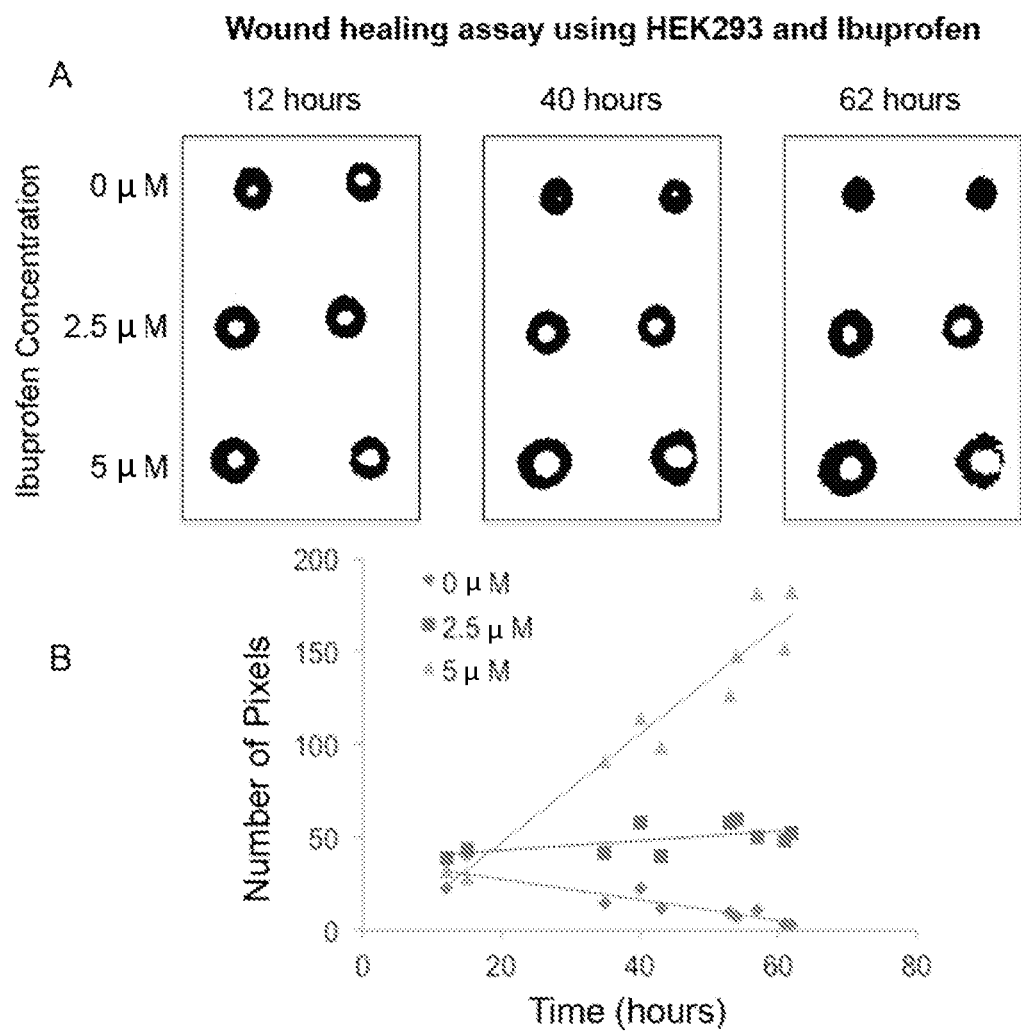 Wound healing assay using HEK293 and Ibuprofen
A
12 hours
40 hours
62 hours
Ibuprofen Concentration
0 μ M
2.5 μ M
5 μ M
B
Number of Pixels
200
150
100
50
0
0 μ M
2.5 μ M
5 μ M
0
20
40
60
80
Time (hours)